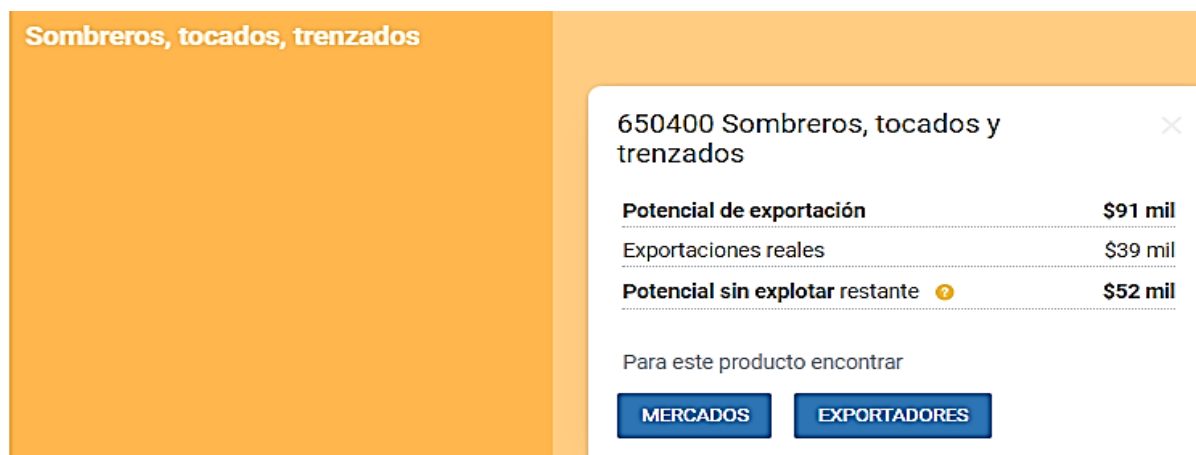 Sombreros, tocados, trenzados
650400 Sombreros, tocados y
trenzados
Potencial de exportación $91 mil
Exportaciones reales $39 mil
Potencial sin explotar restante ? $52 mil
Para este producto encontrar
MERCADOS EXPORTADORES